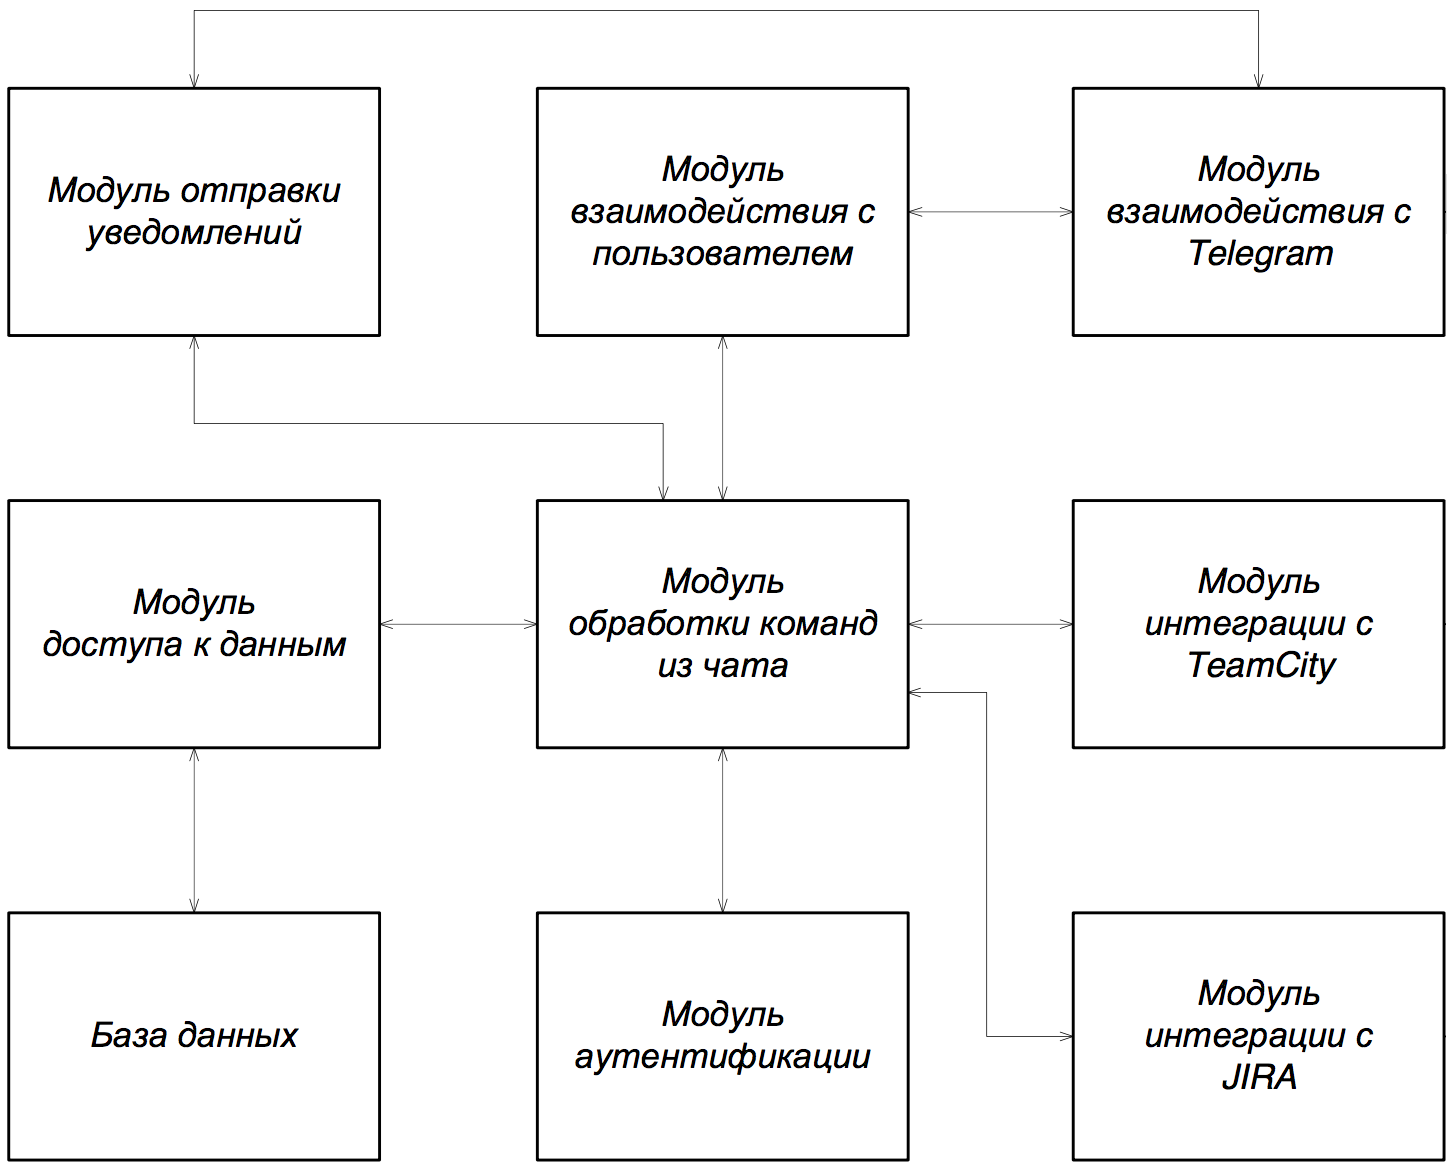 Модуль отправки
уведомлений
Модуль
взаимодействия с
пользователем
Модуль
взаимодействия с
Telegram
Модуль
доступа к данным
Модуль
обработки команд
из чата
Модуль
интеграции с
TeamCity
База данных
Модуль
аутентификации
Модуль
интеграции с
JIRA